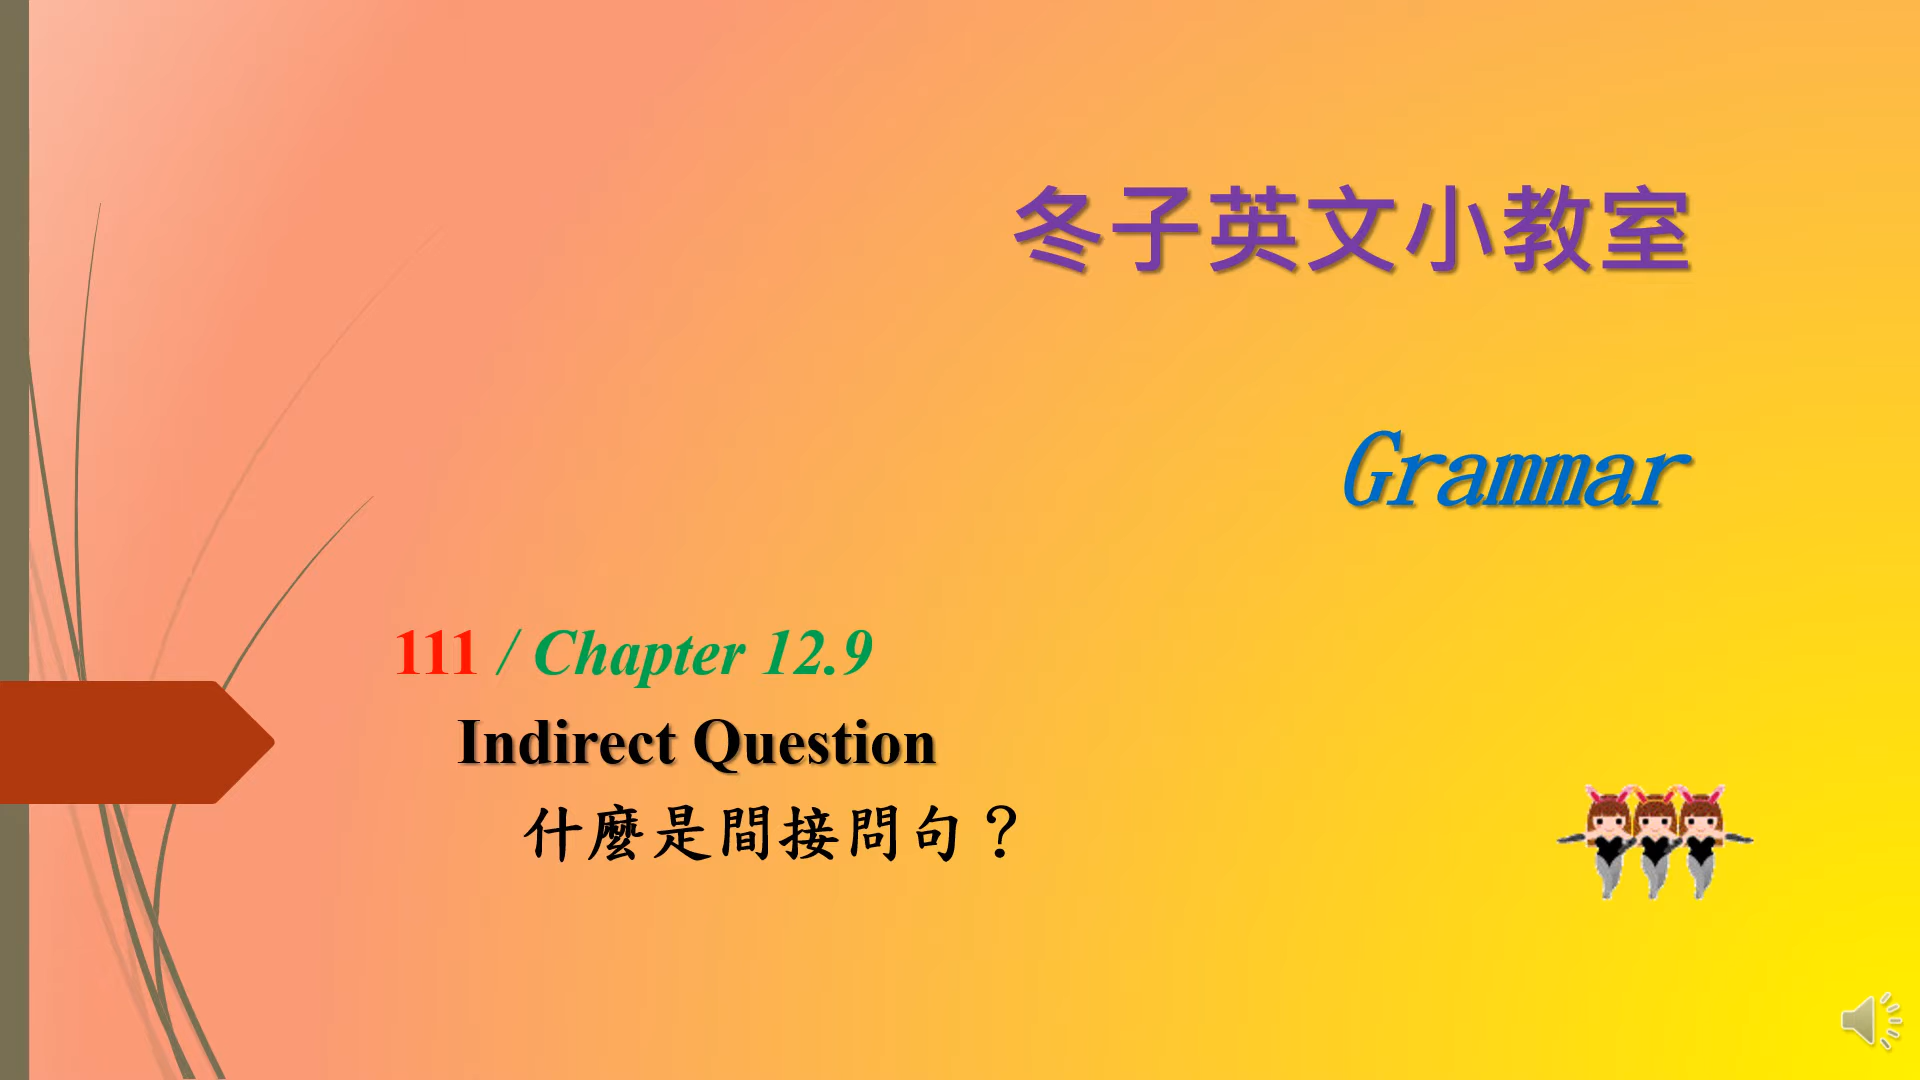 冬子英文小教室
Grammar
111 / Chapter 12.9
Indirect Question
什麼是間接問句？